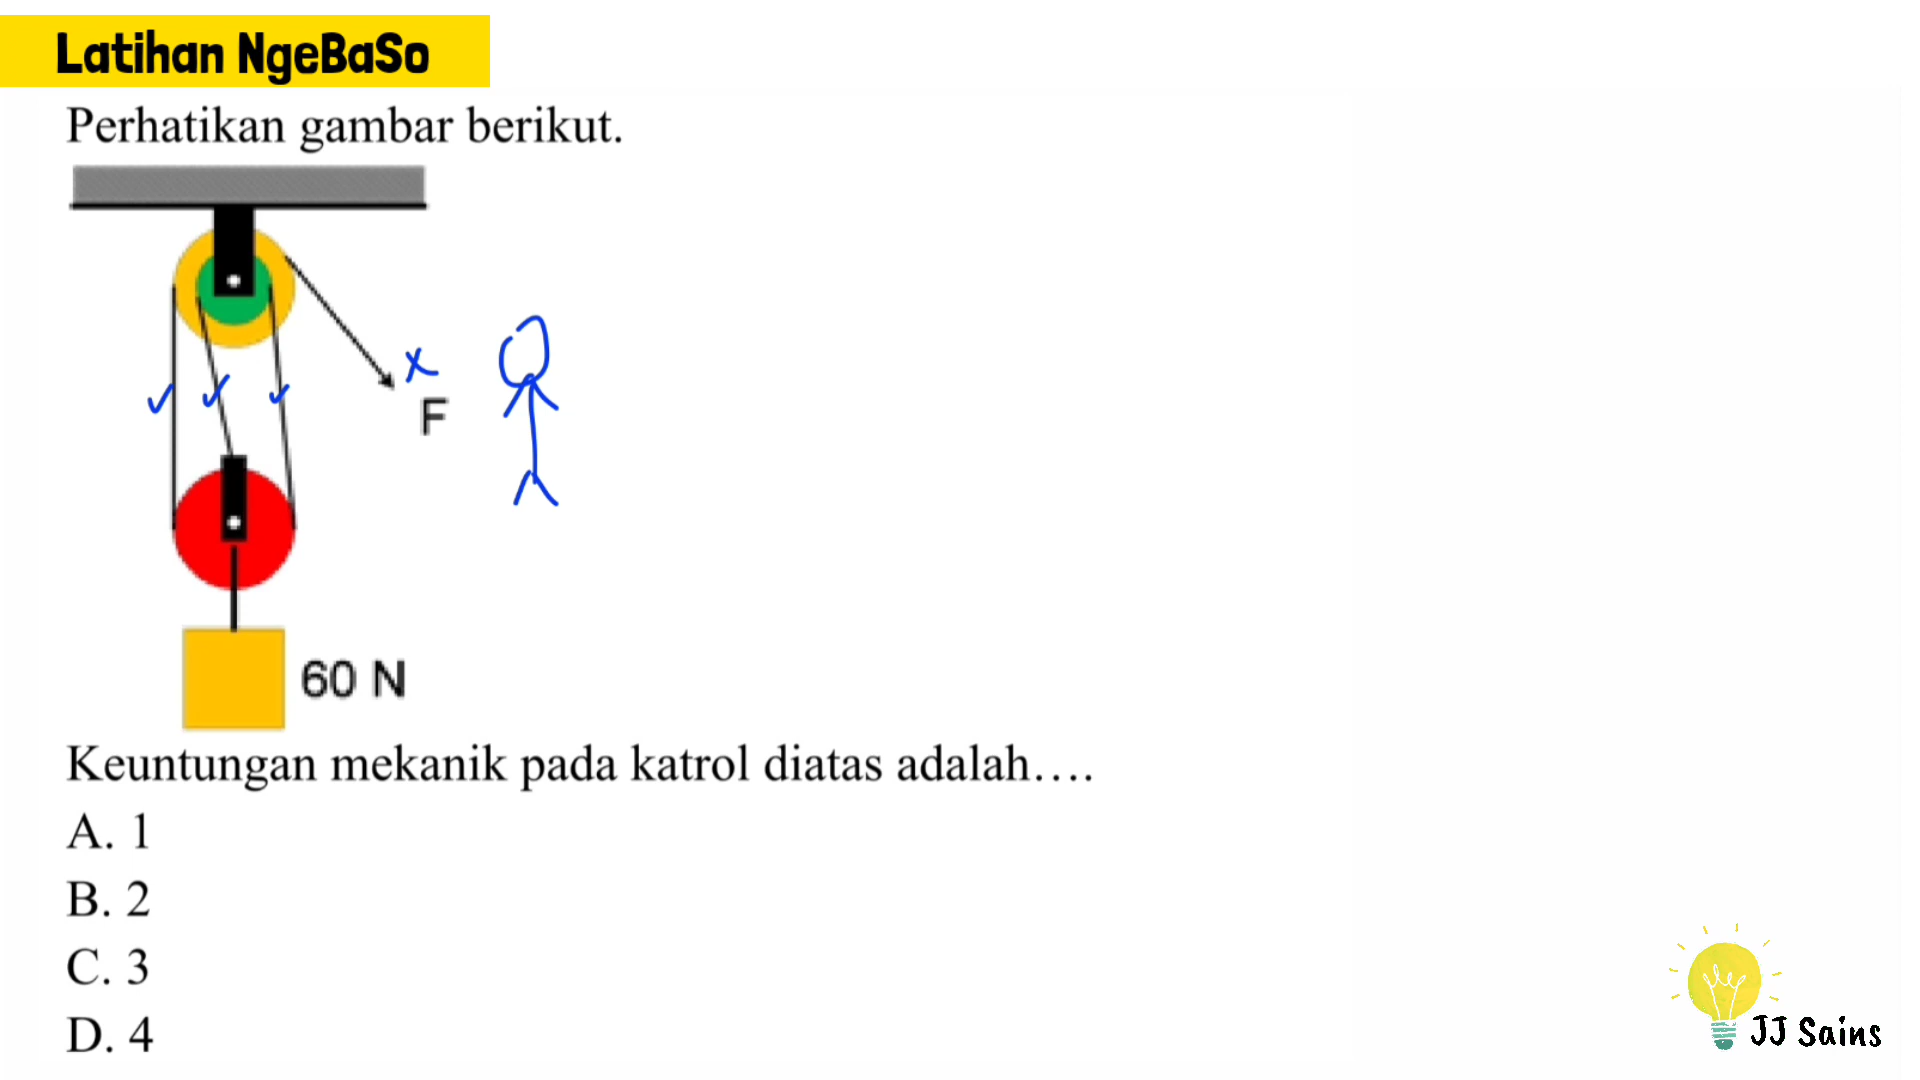 Latihan NgeBaSo
Perhatikan gambar berikut.
x
F
60 N
Keuntungan mekanik pada katrol diatas adalah....
A. 1
B. 2
C. 3
D. 4
JJ Sains